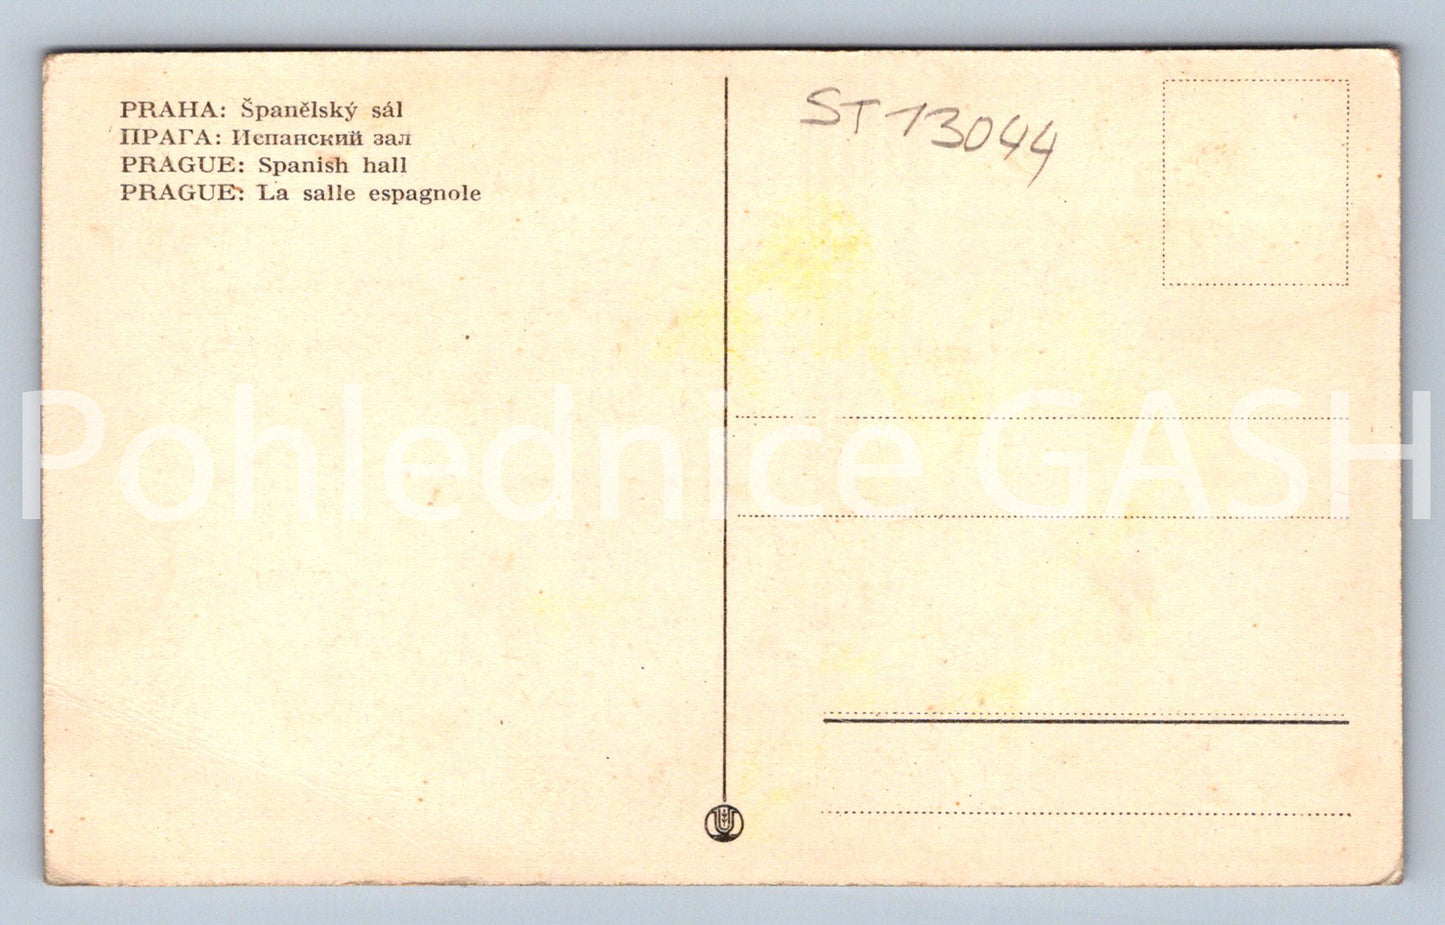 PRAHA: Španělský sál
ПРАГА: Испанский зал
PRAGUE: Spanish hall
PRAGUE: La salle espagnole
ST 13044
Pohlednice GASH